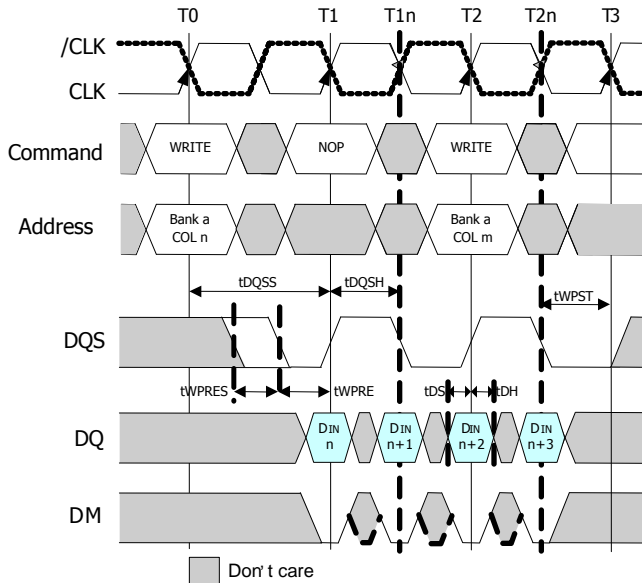 T0 T1 T1n T2 T2n T3
/CLK
CLK
Command WRITE NOP WRITE
Address Bank a COL n Bank a COL m
tDQSS tDQSH tWPST
DQS
tWPRES tWPRE tDS tDH
DQ DIN n DIN n+1 DIN n+2 DIN n+3
DM
Don't care